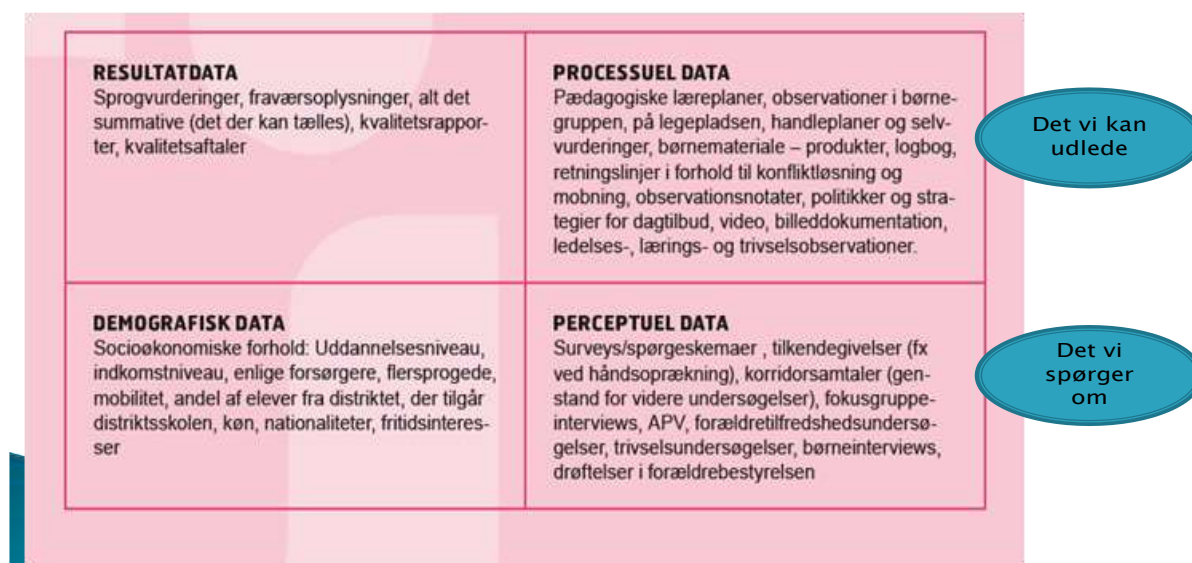 RESULTATDATA
Sprogvurderinger, fraværsoplysninger, alt det
summative (det der kan tælles), kvalitetsrappor-
ter, kvalitetsaftaler
PROCESSUEL DATA
Pædagogiske læreplaner, observationer i børne-
gruppen, på legepladsen, handleplaner og selv-
vurderinger, børnemateriale – produkter, logbog,
retningslinjer i forhold til konfliktløsning og
mobning, observationsnotater, politikker og stra-
tegier for dagtilbud, video, billeddokumentation,
ledelses-, lærings- og trivselsobservationer.
Det vi kan
udlede
DEMOGRAFISK DATA
Socioøkonomiske forhold: Uddannelsesniveau,
indkomstniveau, enlige forsørgere, flersprogede,
mobilitet, andel af elever fra distriktet, der tilgår
distriktsskolen, køn, nationaliteter, fritidsinteres-
ser
PERCEPTUEL DATA
Surveys/spørgeskemaer , tilkendegivelser (fx
ved håndsoprækning), korridorsamtaler (gen-
stand for videre undersøgelser), fokusgruppe-
interviews, APV, forældretilfredshedsundersø-
gelser, trivselsundersøgelser, børneinterviews,
drøftelser i forældrebestyrelsen
Det vi
spørger
om